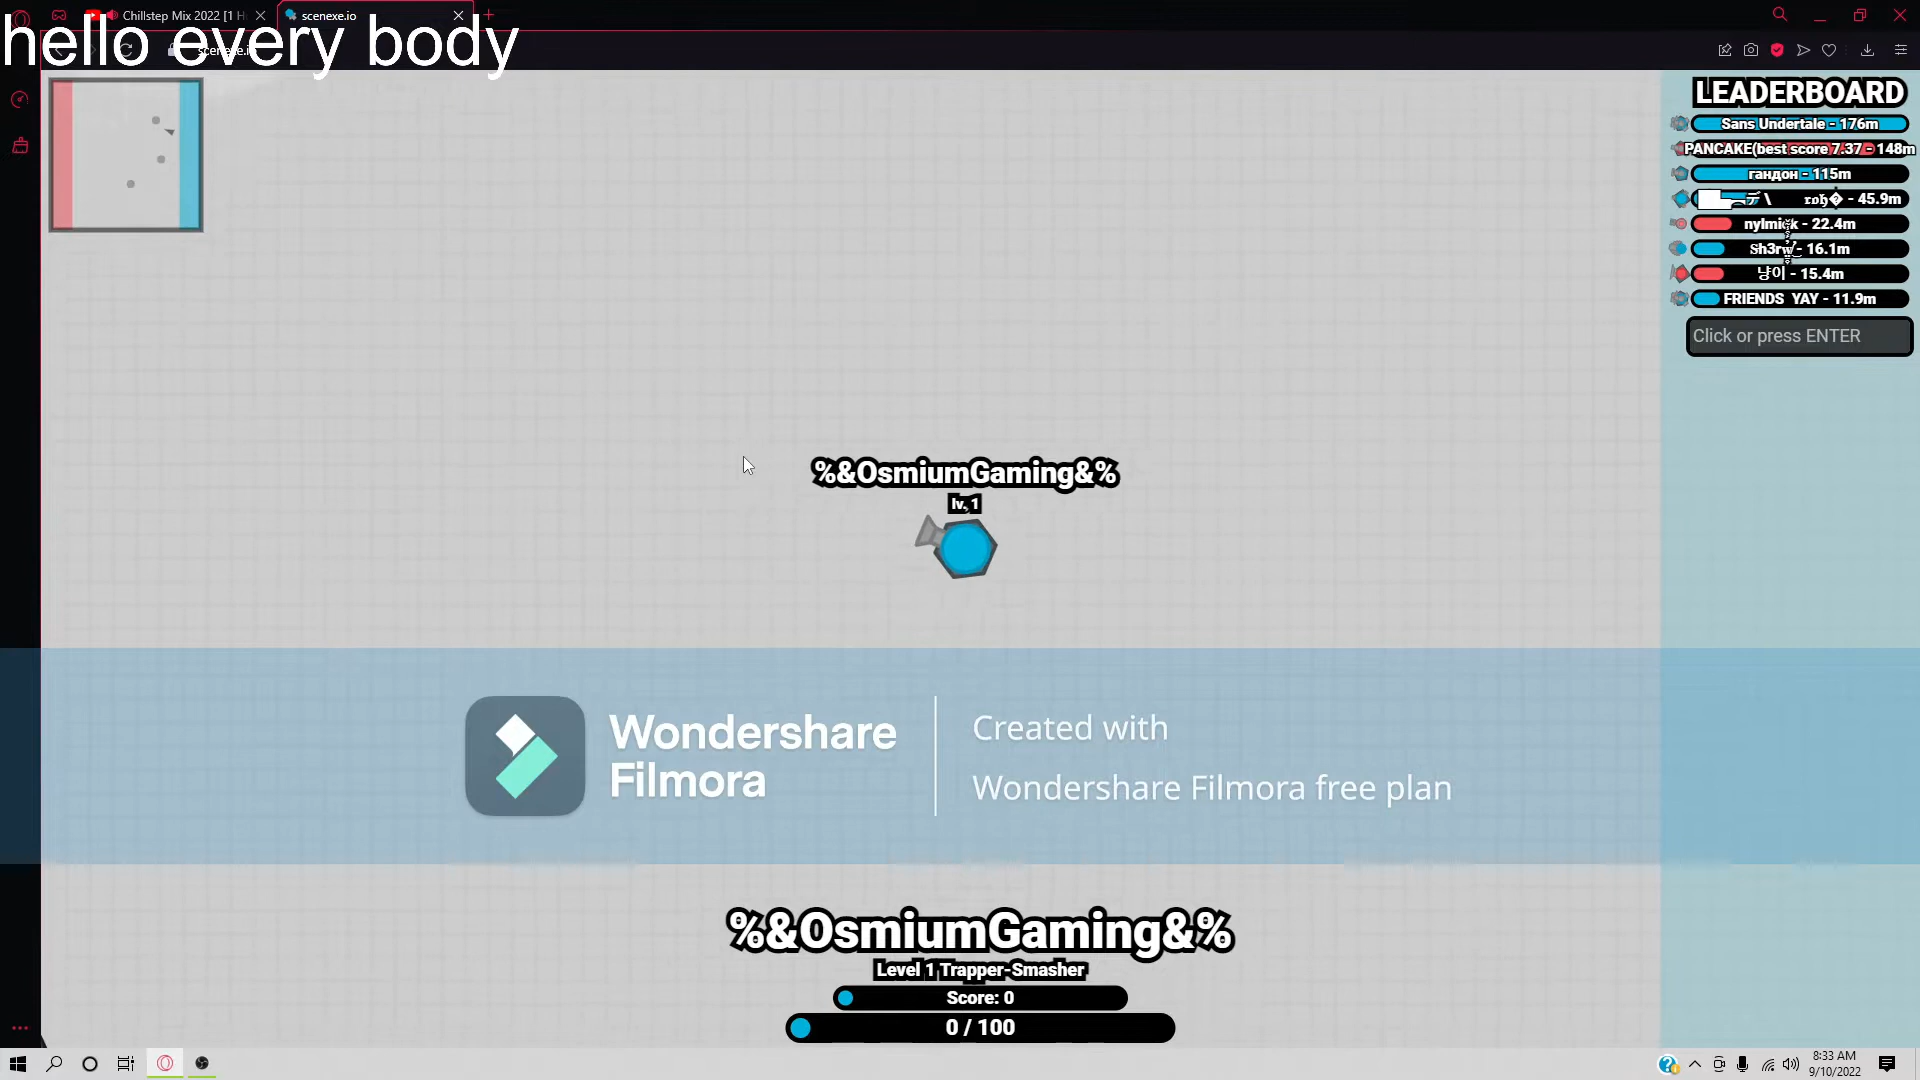 Chillstep Mix 2022 [1 H
scenexe.io
hello every body
LEADERBOARD
Sans Undertale - 176m
PANCAKE(best score 7.37 - 148m
гандон - 115m
- 45.9m
nylmick - 22.4m
- 16.1m
냥이 - 15.4m
FRIENDS YAY - 11.9m
Click or press ENTER
%&OsmiumGaming&%
lv. 1
Wondershare
Filmora
Created with
Wondershare Filmora free plan
%&OsmiumGaming&%
Level 1 Trapper-Smasher
Score: 0
0 / 100
8:33 AM
9/10/2022